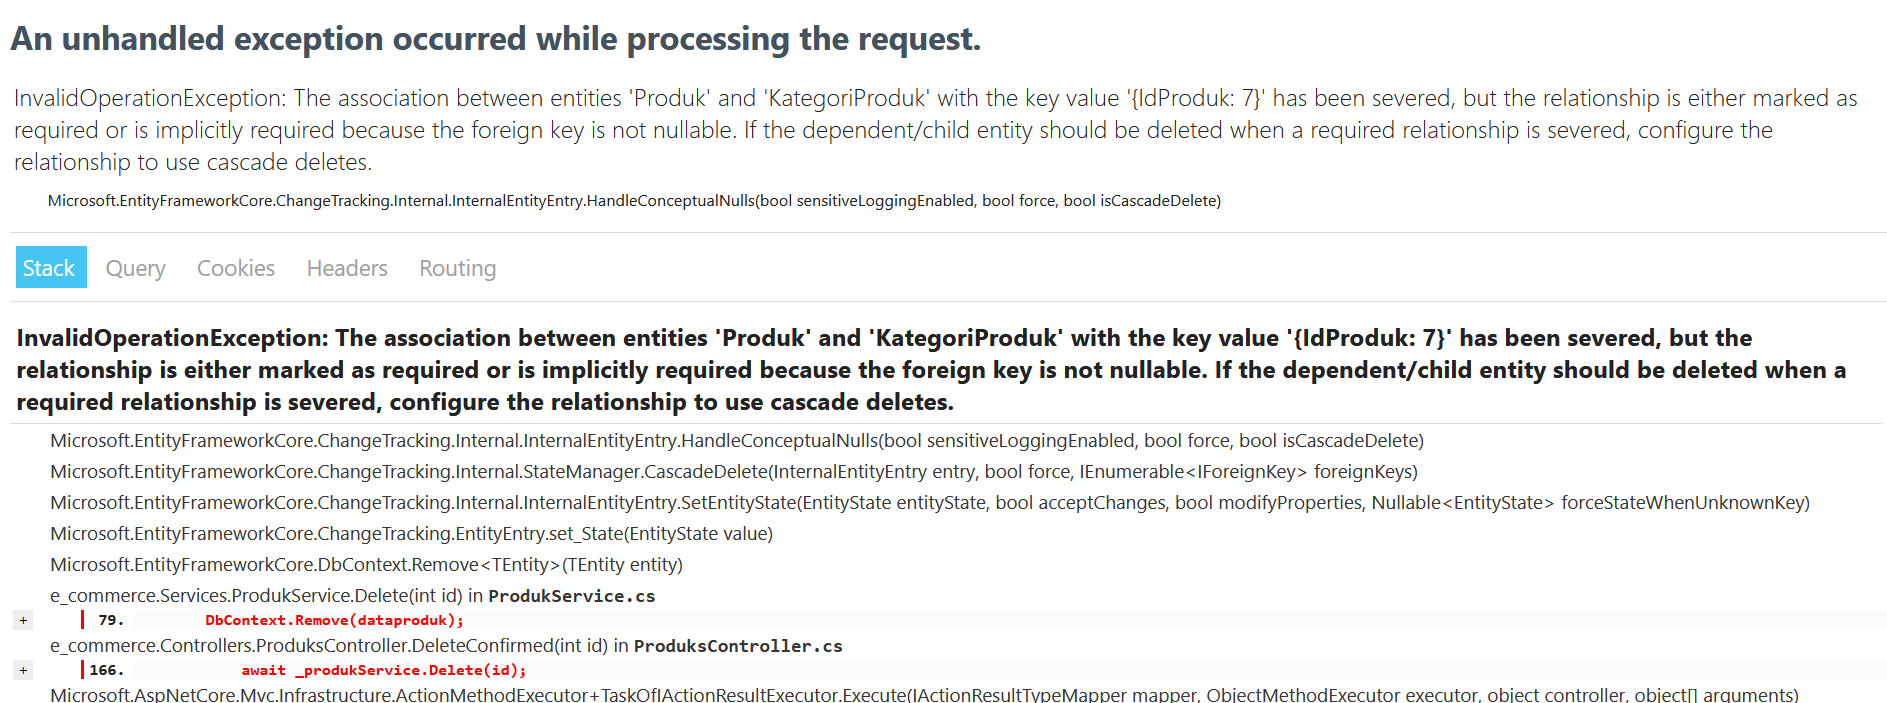 An unhandled exception occurred while processing the request.
InvalidOperationException: The association between entities 'Produk' and 'KategoriProduk' with the key value '{IdProduk: 7}' has been severed, but the relationship is either marked as
required or is implicitly required because the foreign key is not nullable. If the dependent/child entity should be deleted when a required relationship is severed, configure the
relationship to use cascade deletes.
Microsoft.EntityFrameworkCore.ChangeTracking.Internal.InternalEntityEntry.HandleConceptualNulls(bool sensitiveLoggingEnabled, bool force, bool isCascadeDelete)
Stack Query Cookies Headers Routing
InvalidOperationException: The association between entities 'Produk' and 'KategoriProduk' with the key value '{IdProduk: 7}' has been severed, but the
relationship is either marked as required or is implicitly required because the foreign key is not nullable. If the dependent/child entity should be deleted when a
required relationship is severed, configure the relationship to use cascade deletes.
Microsoft.EntityFrameworkCore.ChangeTracking.Internal.InternalEntityEntry.HandleConceptualNulls(bool sensitiveLoggingEnabled, bool force, bool isCascadeDelete)
Microsoft.EntityFrameworkCore.ChangeTracking.Internal.StateManager.CascadeDelete(InternalEntityEntry entry, bool force, IEnumerable<IForeignKey> foreignKeys)
Microsoft.EntityFrameworkCore.ChangeTracking.Internal.InternalEntityEntry.SetEntityState(EntityState entityState, bool acceptChanges, bool modifyProperties, Nullable<EntityState> forceStateWhenUnknownKey)
Microsoft.EntityFrameworkCore.ChangeTracking.EntityEntry.set_State(EntityState value)
Microsoft.EntityFrameworkCore.DbContext.Remove<TEntity>(TEntity entity)
e_commerce.Services.ProdukService.Delete(int id) in ProdukService.cs
+ 79. DbContext.Remove(dataproduk);
e_commerce.Controllers.ProduksController.DeleteConfirmed(int id) in ProduksController.cs
+ 166. await _produkService.Delete(id);
Microsoft.AspNetCore.Mvc.Infrastructure.ActionMethodExecutor+TaskOfIActionResultExecutor.Execute(IActionResultTypeMapper mapper, ObjectMethodExecutor executor, object controller, object[] arguments)